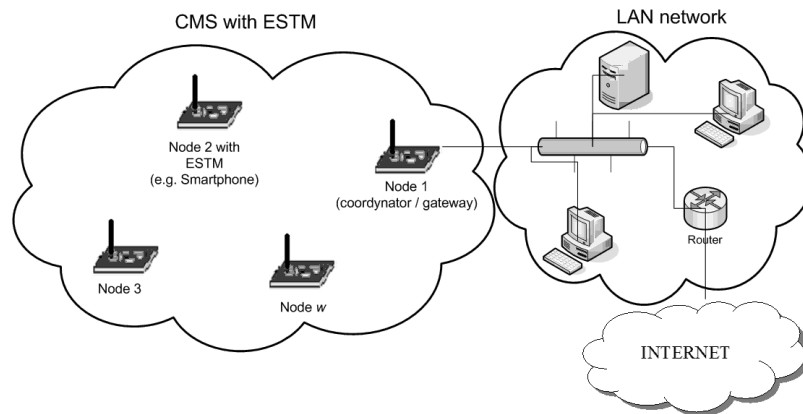 CMS with ESTM
LAN network
Node 2 with
ESTM
(e.g. Smartphone)
Node 1
(coordynator / gateway)
Node 3
Node w
Router
INTERNET